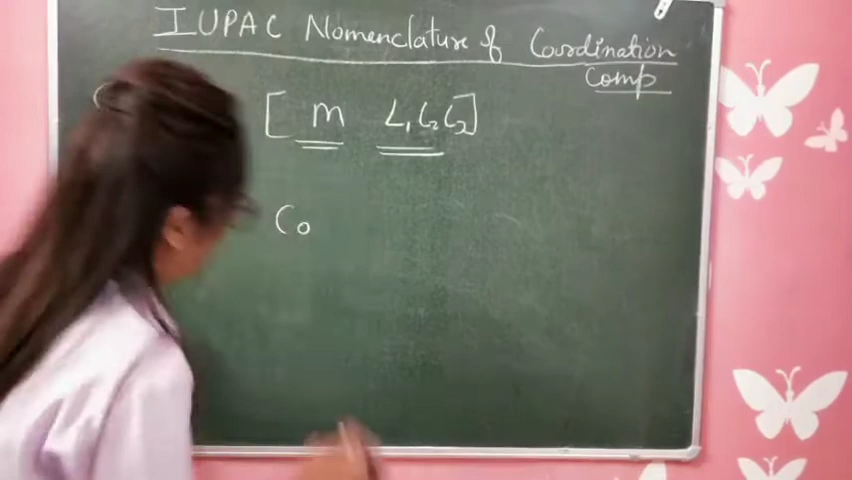 IUPAC Nomenclature of Coordination
Comp
[ M L₁L₂L₃]
Co